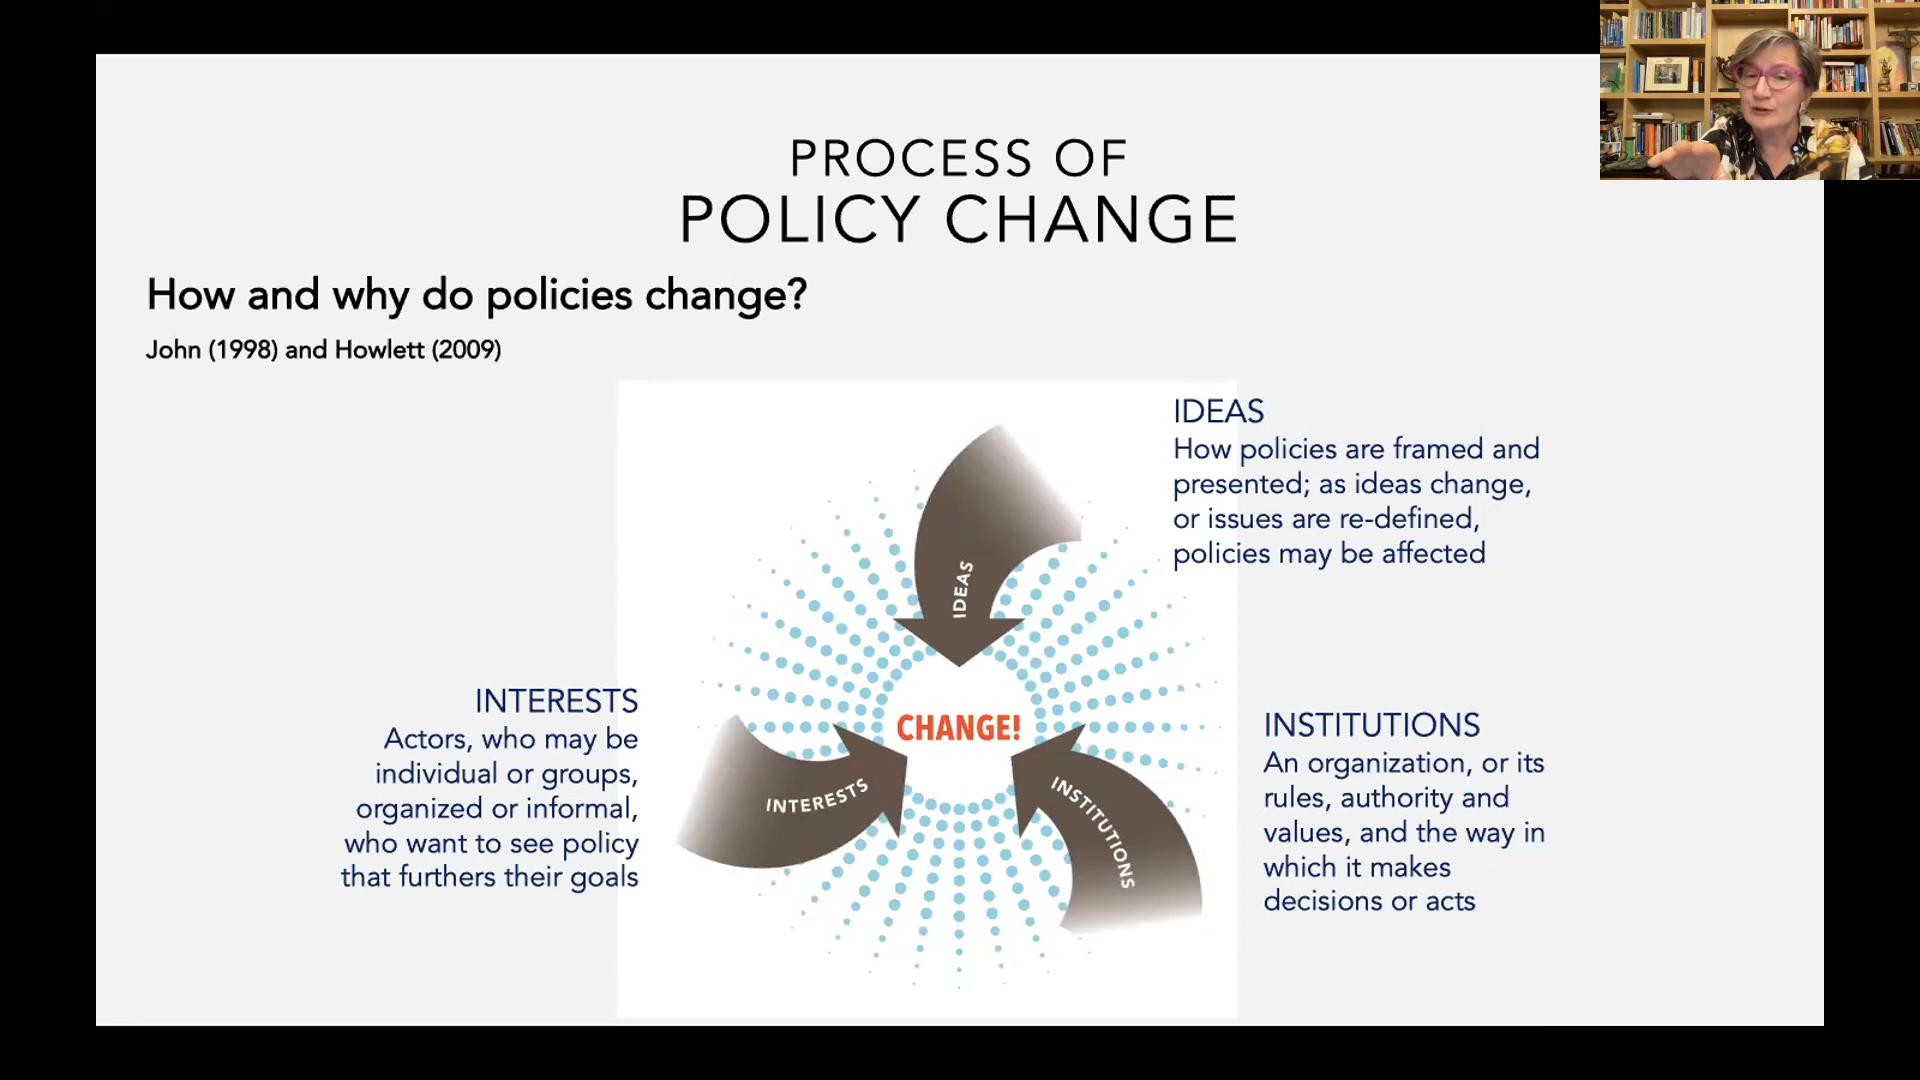 PROCESS OF
POLICY CHANGE
How and why do policies change?
John (1998) and Howlett (2009)
IDEAS
How policies are framed and
presented; as ideas change,
or issues are re-defined,
policies may be affected
IDEAS
INTERESTS
Actors, who may be
individual or groups,
organized or informal,
who want to see policy
that furthers their goals
CHANGE!
INTERESTS
INSTITUTIONS
INSTITUTIONS
An organization, or its
rules, authority and
values, and the way in
which it makes
decisions or acts